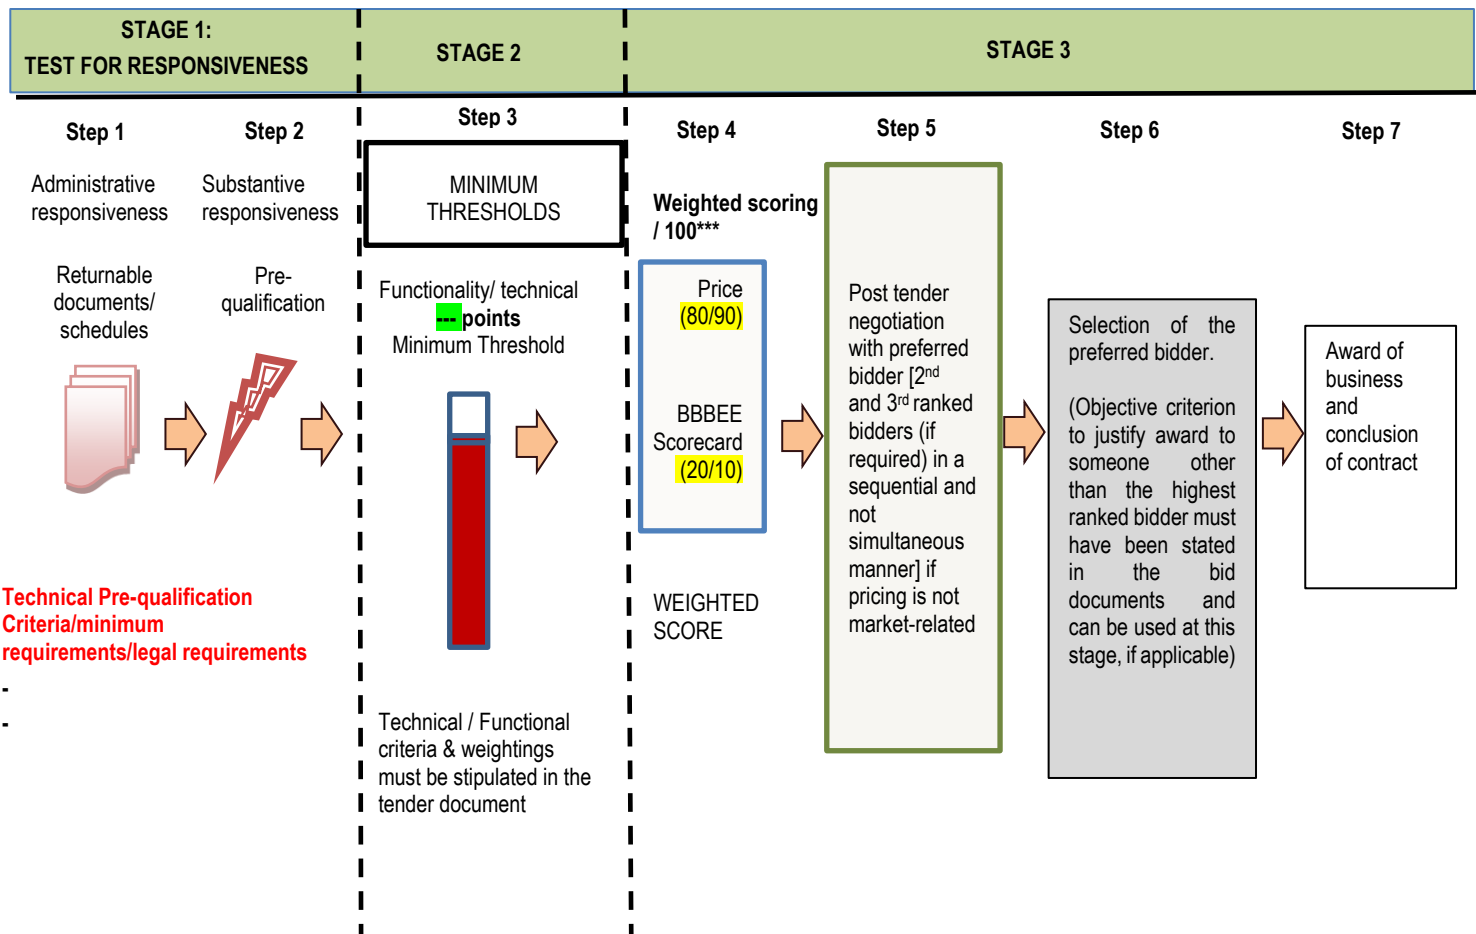 STAGE 1:
TEST FOR RESPONSIVENESS
STAGE 2
STAGE 3
Step 1
Administrative
responsiveness
Returnable
documents/
schedules
Step 2
Substantive
responsiveness
Pre-
qualification
Technical Pre-qualification
Criteria/minimum
requirements/legal requirements
-
-
Step 3
MINIMUM
THRESHOLDS
Functionality/ technical
--- points
Minimum Threshold
Technical / Functional
criteria & weightings
must be stipulated in the
tender document
Step 4
Weighted scoring
/ 100***
Price
(80/90)
BBBEE
Scorecard
(20/10)
WEIGHTED
SCORE
Step 5
Post tender
negotiation
with preferred
bidder [2nd
and 3rd ranked
bidders (if
required) in a
sequential and
not
simultaneous
manner] if
pricing is not
market-related
Step 6
Selection of the
preferred bidder.
(Objective criterion
to justify award to
someone other
than the highest
ranked bidder must
have been stated
in the bid
documents and
can be used at this
stage, if applicable)
Step 7
Award of
business
and
conclusion
of contract